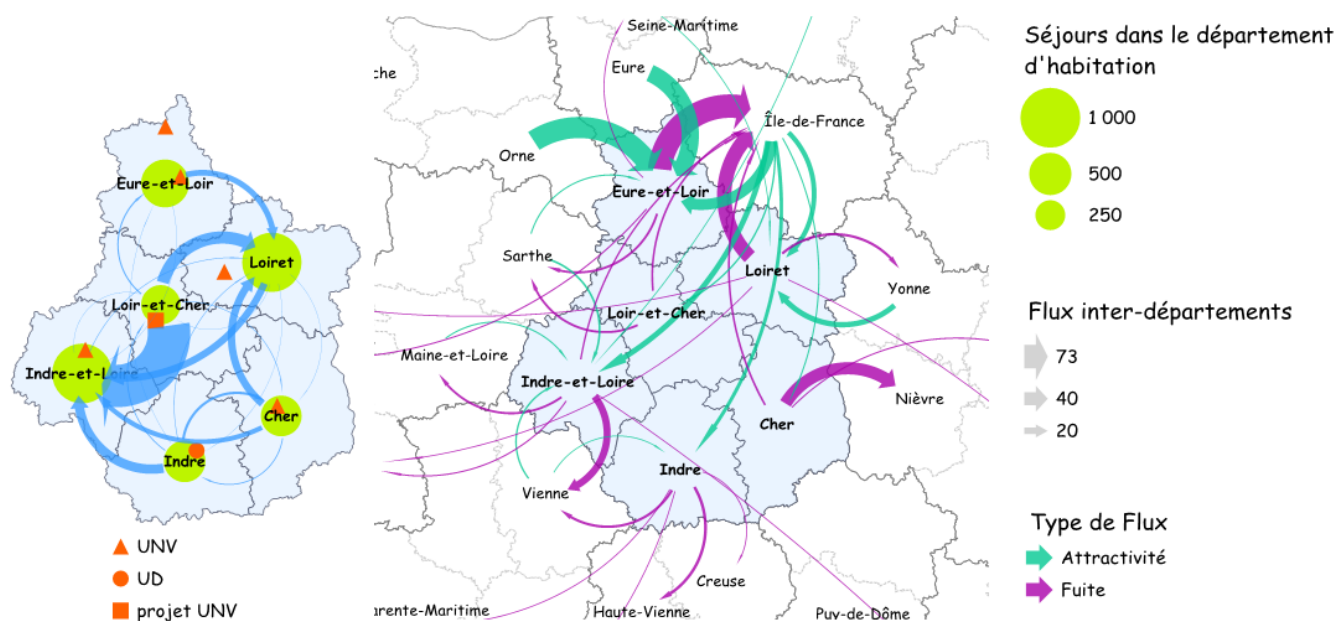 Eure-et-Loir
Loiret
Loir-et-Cher
Indre-et-Loire
Cher
Indre
UNV
UD
projet UNV
Seine-Maritime
Eure
che
Île-de-France
Orne
Eure-et-Loir
Sarthe
Loiret
Yonne
Loir-et-Cher
Maine-et-Loire
Indre-et-Loire
Nièvre
Cher
Indre
Vienne
Creuse
arente-Maritime
Haute-Vienne
Puy-de-Dôme
Séjours dans le département
d'habitation
1 000
500
250
Flux inter-départements
73
40
20
Type de Flux
Attractivité
Fuite